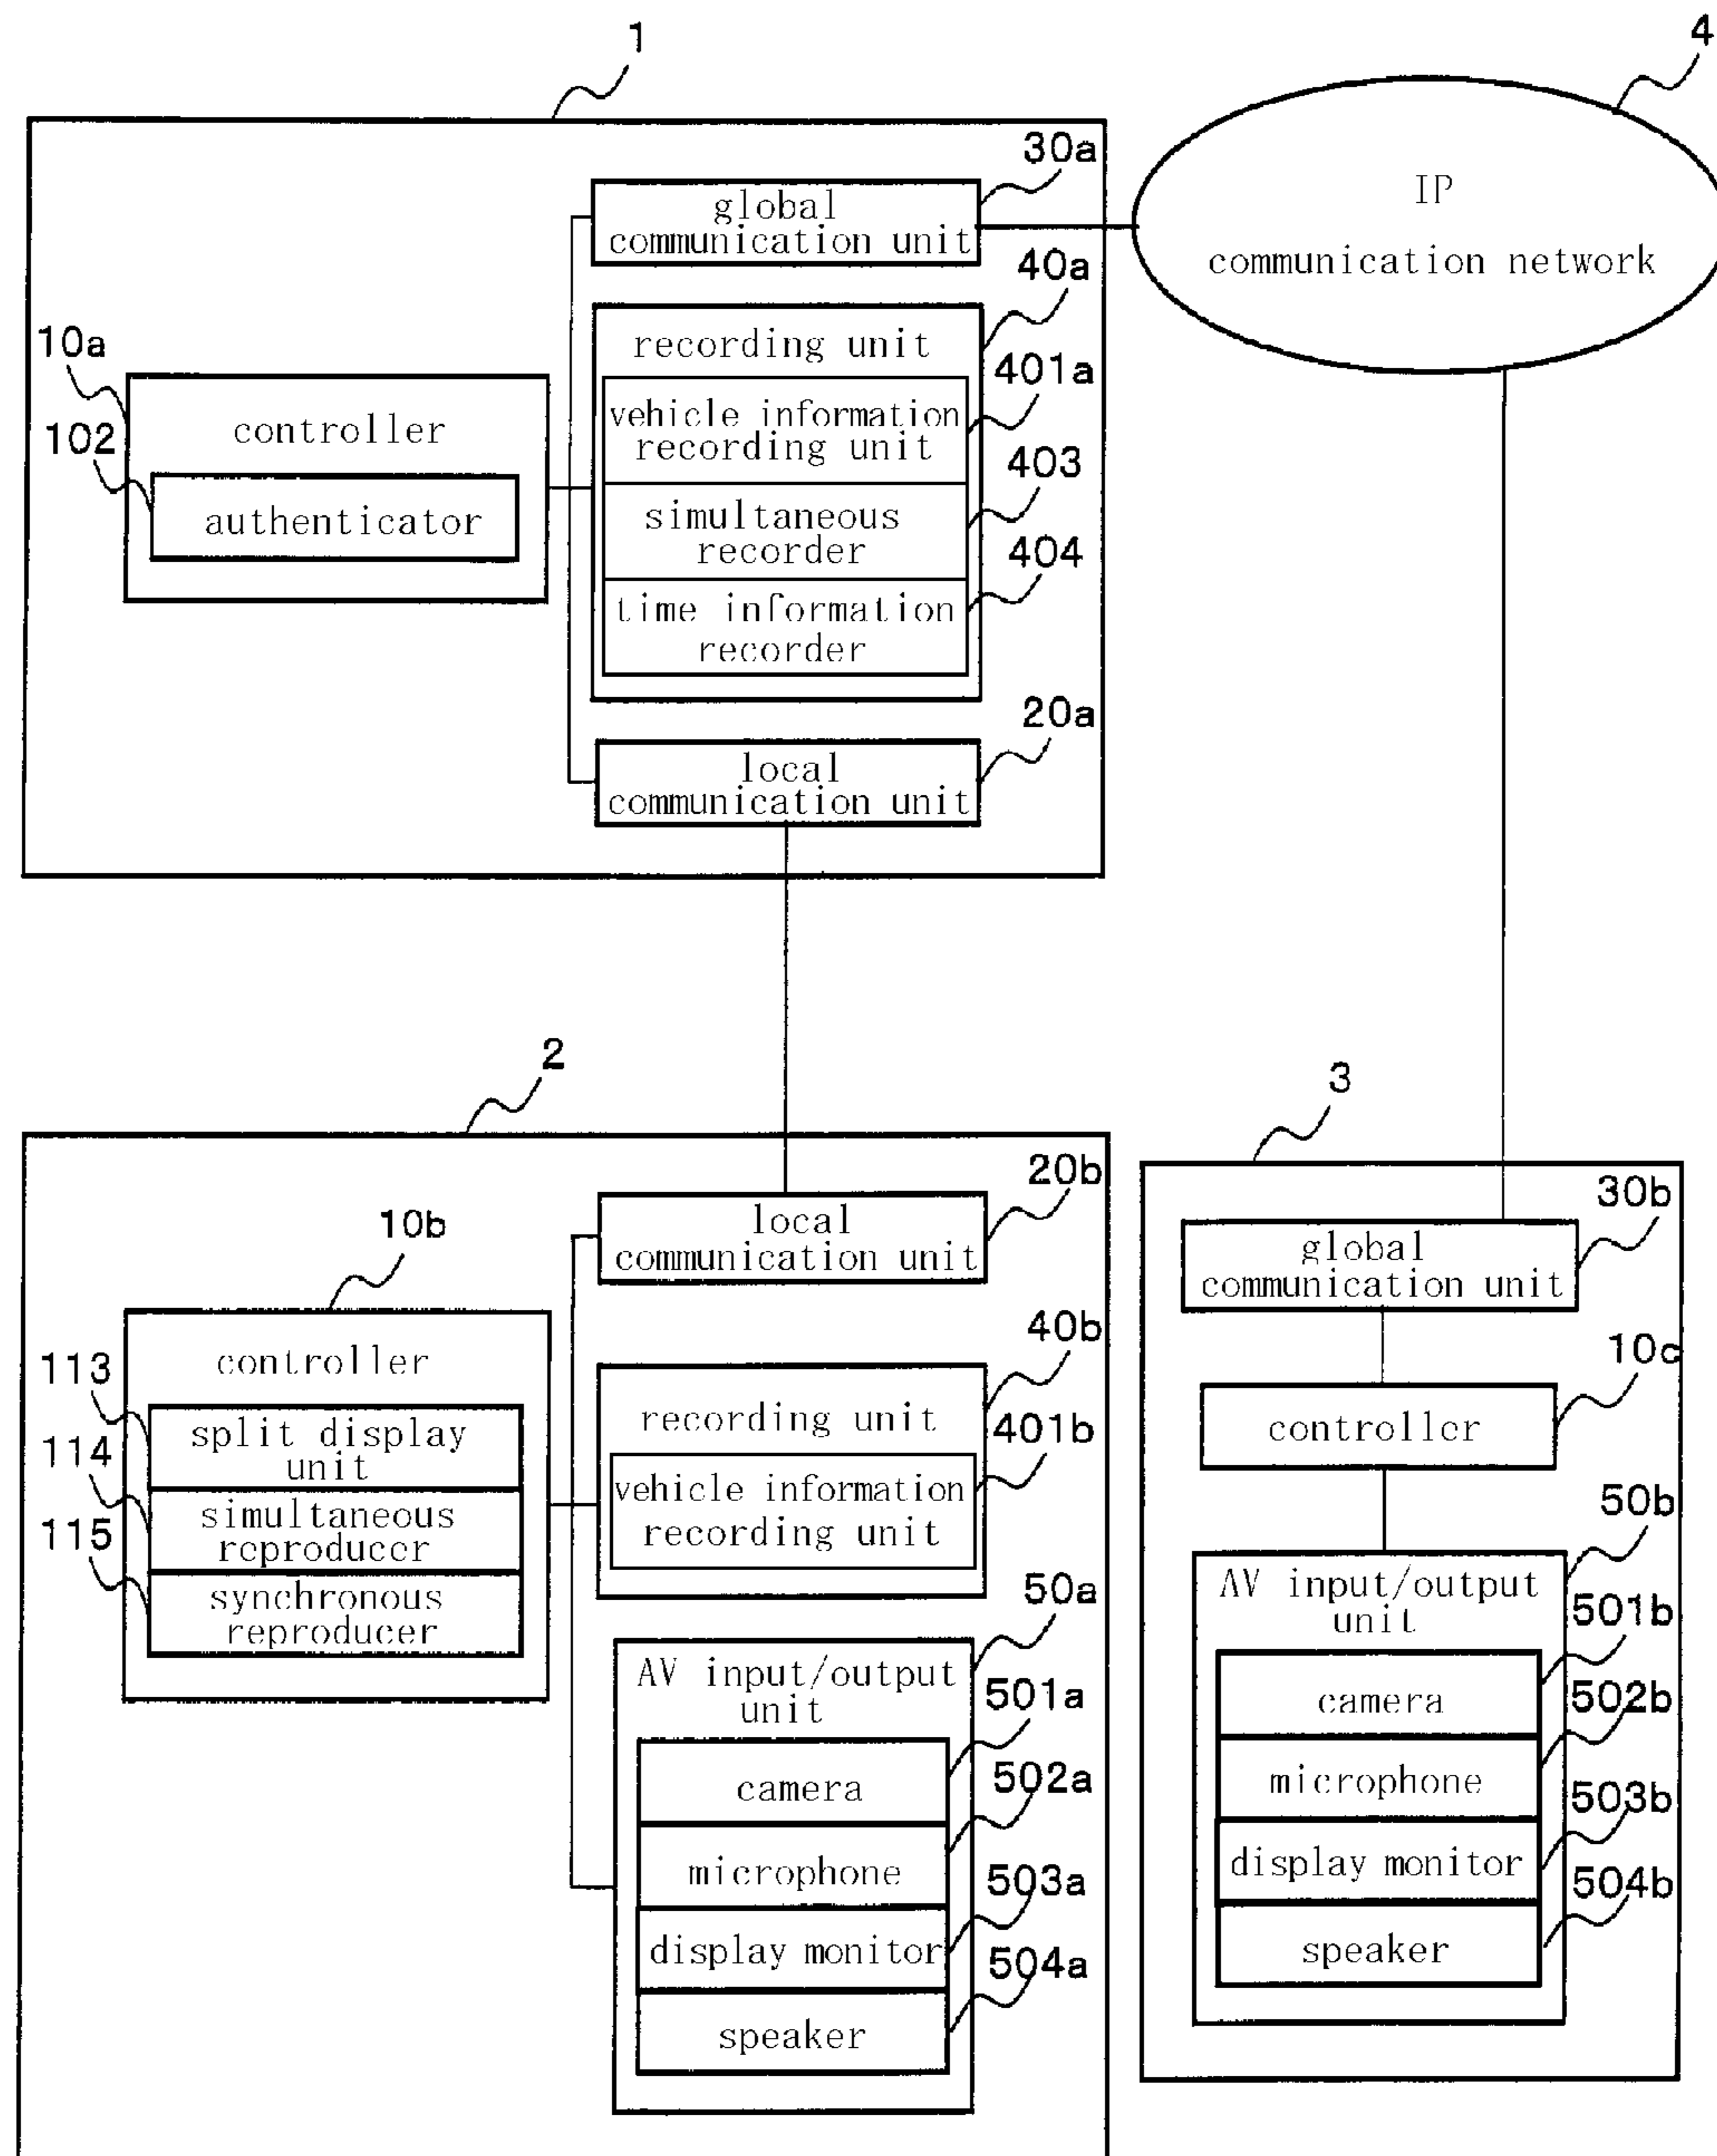 1
4
30a
global
communication unit
IP
communication network
40a
recording unit
10a
401a
controller
vehicle information
recording unit
102
403
authenticator
simultaneous
recorder
404
time information
recorder
20a
local
communication unit
2
3
20b
local
communication unit
10b
30b
global
communication unit
40b
controller
10c
113
recording unit
controller
split display
unit
401b
114
vehicle information
recording unit
50b
simultaneous
reproducer
115
AV input/output
unit
50a
synchronous
reproducer
501b
AV input/output
unit
501a
camera
502b
camera
502a
microphone
503b
microphone
503a
display monitor
504b
display monitor
504a
speaker
speaker